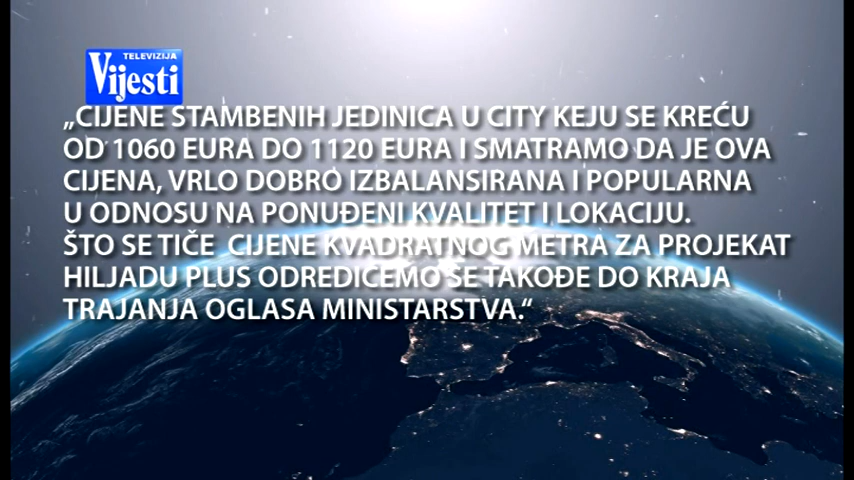 TELEVIZIJA
Vijesti
„CIJENE STAMBENIH JEDINICA U CITY KEJU SE KREĆU
OD 1060 EURA DO 1120 EURA I SMATRAMO DA JE OVA
CIJENA, VRLO DOBRO IZBALANSIRANA I POPULARNA
U ODNOSU NA PONUĐENI KVALITET I LOKACIJU.
ŠTO SE TIČE CIJENE KVADRATNOG METRA ZA PROJEKAT
HILJADU PLUS ODREDIĆEMO SE TAKOĐE DO KRAJA
TRAJANJA OGLASA MINISTARSTVA.“